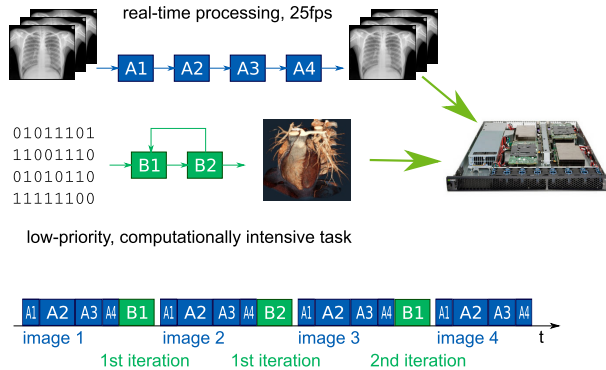 real-time processing, 25fps
A1 A2 A3 A4
01011101
11001110
01010110
11111100
B1 B2
low-priority, computationally intensive task
A1 A2 A3 A4 B1 A1 A2 A3 A4 B2 A1 A2 A3 A4 B1 A1 A2 A3 A4
image 1 image 2 image 3 image 4 t
1st iteration 1st iteration 2nd iteration